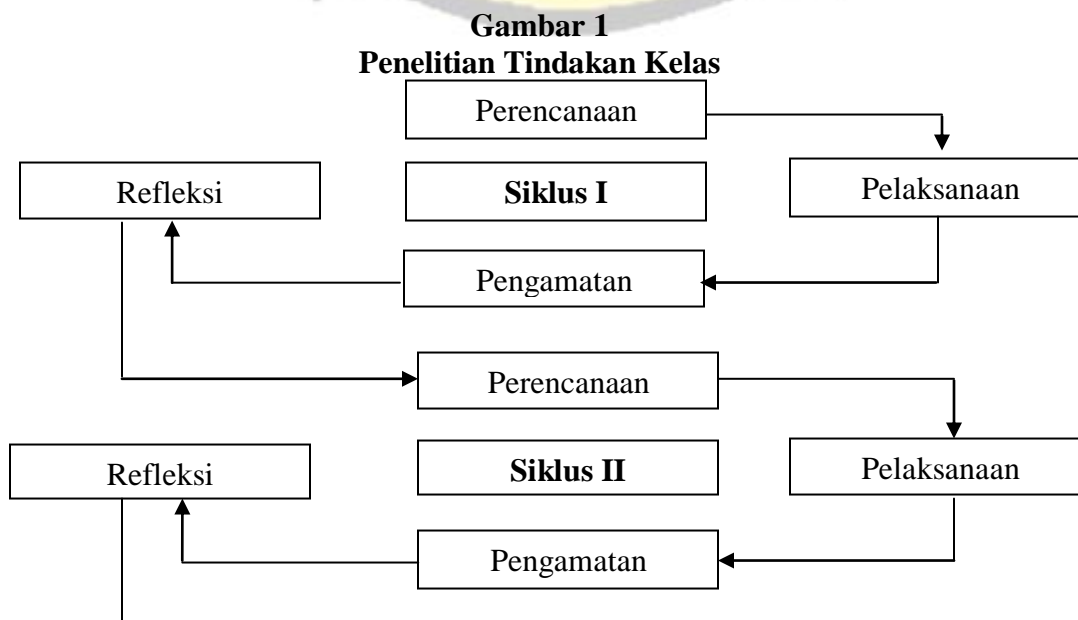 Gambar 1
Penelitian Tindakan Kelas
Perencanaan
Refleksi
Siklus I
Pelaksanaan
Pengamatan
Perencanaan
Refleksi
Siklus II
Pelaksanaan
Pengamatan